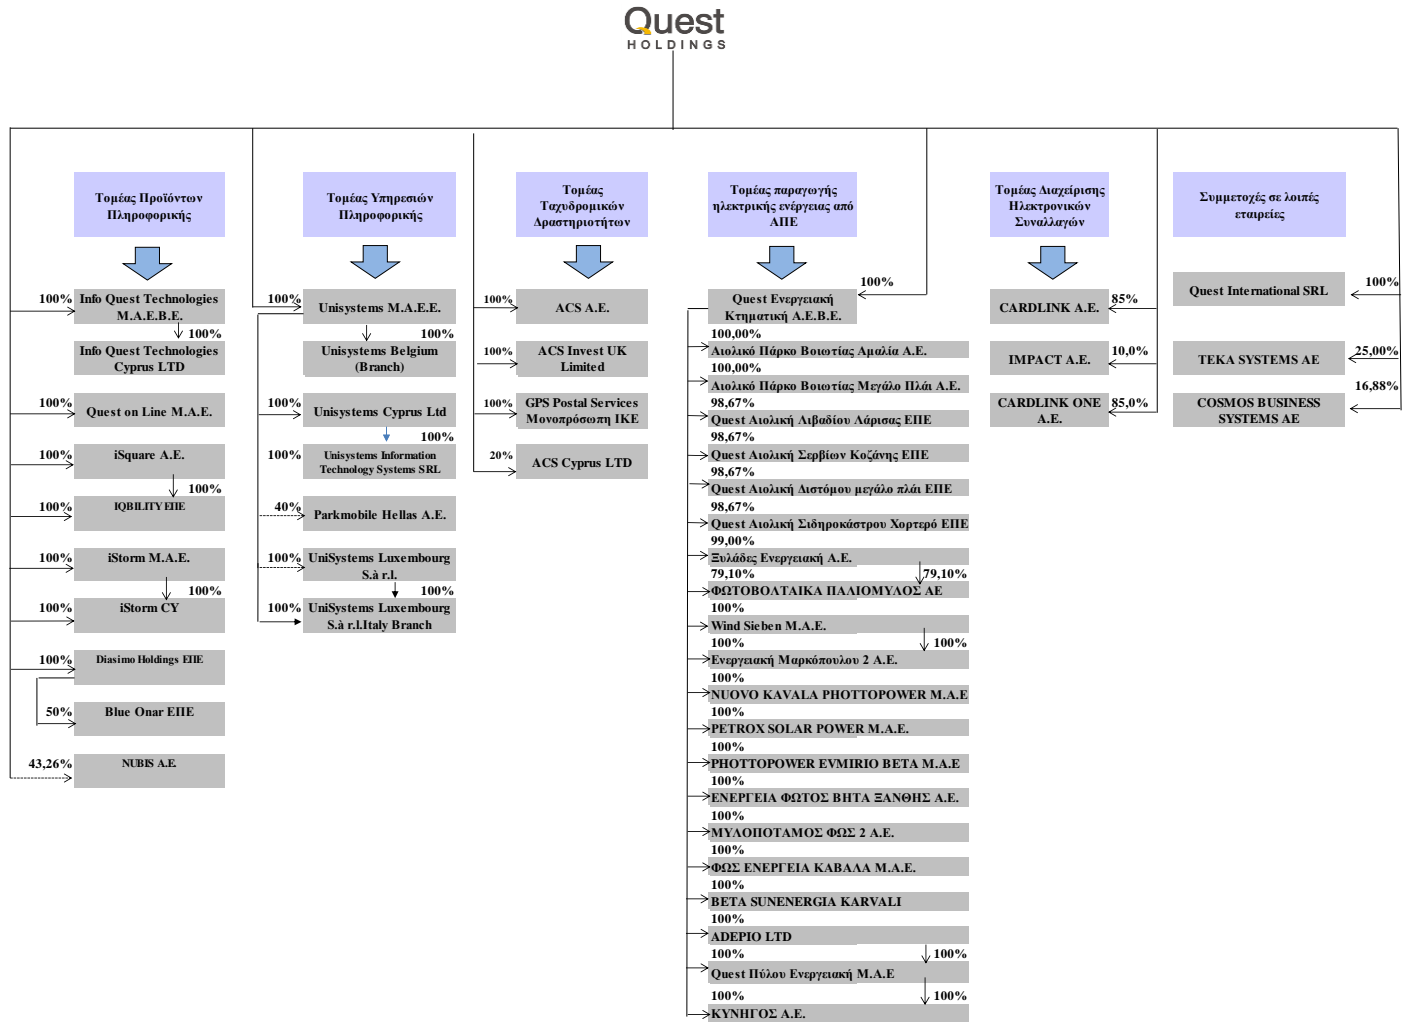 Quest
HOLDINGS
Τομέας Προϊόντων
Πληροφορικής
100%
Info Quest Technologies
M.A.E.B.E.
100%
Info Quest Technologies
Cyprus LTD
100%
Quest on Line M.A.E.
100%
iSquare A.E.
100%
100%
IQBILITY ΕΠΕ
100%
iStorm M.A.E.
100%
100%
iStorm CY
100%
Diasimo Holdings ΕΠΕ
50%
Blue Onar ΕΠΕ
43,26%
NUBIS A.E.
Τομέας Υπηρεσιών
Πληροφορικής
100%
Unisystems M.A.E.E.
100%
Unisystems Belgium
(Branch)
100%
Unisystems Cyprus Ltd
100%
100%
Unisystems Information
Technology Systems SRL
40%
Parkmobile Hellas A.E.
100%
UniSystems Luxembourg
S.à r.l.
100%
100%
UniSystems Luxembourg
S.à r.l.Italy Branch
Τομέας
Ταχυδρομικών
Δραστηριοτήτων
100%
ACS A.E.
100%
ACS Invest UK
Limited
100%
GPS Postal Services
Μονοπρόσωπη ΙΚΕ
20%
ACS Cyprus LTD
Τομέας παραγωγής
ηλεκτρικής ενέργειας από
ΑΠΕ
100%
Quest Ενεργειακή
Κτηματική Α.Ε.Β.Ε.
100,00%
Αιολικό Πάρκο Βοιωτίας Αμαλία Α.Ε.
100,00%
Αιολικό Πάρκο Βοιωτίας Μεγάλο Πλάι Α.Ε.
98,67%
Quest Αιολική Λιβαδίου Λάρισας ΕΠΕ
98,67%
Quest Αιολική Σερβίων Κοζάνης ΕΠΕ
98,67%
Quest Αιολική Διστόμου μεγάλο πλάι ΕΠΕ
98,67%
Quest Αιολική Σιδηροκάστρου Χορτερό ΕΠΕ
99,00%
Ξυλάδες Ενεργειακή Α.Ε.
79,10%
79,10%
ΦΩΤΟΒΟΛΤΑΙΚΑ ΠΑΛΙΟΜΥΛΟΣ ΑΕ
100%
Wind Sieben M.A.E.
100%
100%
Ενεργειακή Μαρκόπουλου 2 Α.Ε.
100%
NUOVO KAVALA PHOTTOPOWER M.A.E
100%
PETROX SOLAR POWER M.A.E.
100%
PHOTTOPOWER EVMIRIO BETA M.A.E
100%
ΕΝΕΡΓΕΙΑ ΦΩΤΟΣ ΒΗΤΑ ΞΑΝΘΗΣ Α.Ε.
100%
ΜΥΛΟΠΟΤΑΜΟΣ ΦΩΣ 2 Α.Ε.
100%
ΦΩΣ ΕΝΕΡΓΕΙΑ ΚΑΒΑΛΑ Μ.Α.Ε.
100%
BETA SUNENERGIA KARVALI
100%
ADEPIO LTD
100%
100%
Quest Πύλου Ενεργειακή Μ.Α.Ε
100%
100%
ΚΥΝΗΓΟΣ Α.Ε.
Τομέας Διαχείρισης
Ηλεκτρονικών
Συναλλαγών
CARDLINK A.E.
85%
IMPACT A.E.
10,0%
CARDLINK ONE
A.E.
85,0%
Συμμετοχές σε λοιπές
εταιρείες
Quest International SRL
100%
TEKA SYSTEMS AE
25,00%
COSMOS BUSINESS
SYSTEMS AE
16,88%